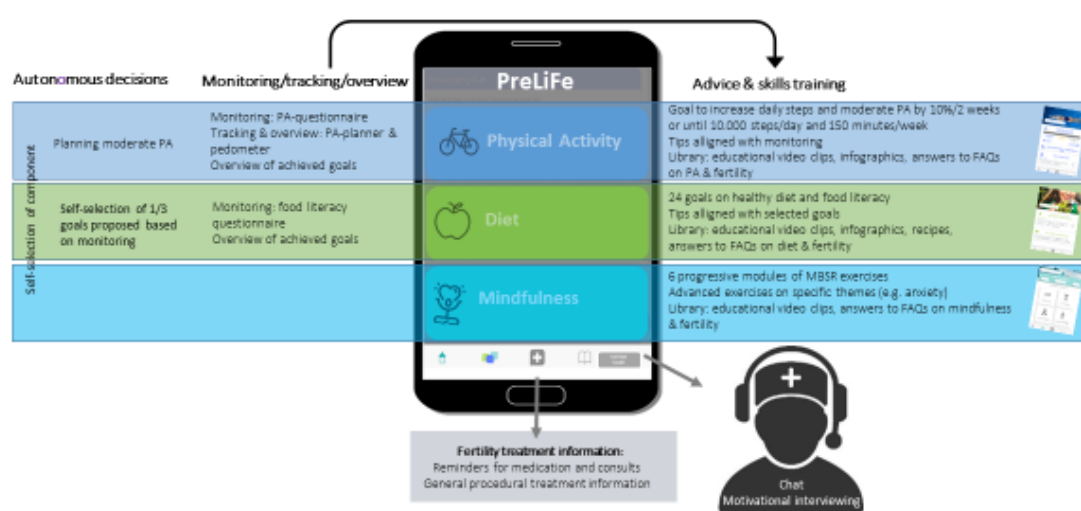 Autonomous decisions
Monitoring/tracking/overview
PreLiFe
Advice & skills training
Self-selection of component
Planning moderate PA
Monitoring: PA-questionnaire
Tracking & overview: PA-planner &
pedometer
Overview of achieved goals
Physical Activity
Goal to increase daily steps and moderate PA by 10%/2 weeks
or until 10.000 steps/day and 150 minutes/week
Tips aligned with monitoring
Library: educational video clips, infographics, answers to FAQs
on PA & fertility
Self-selection of 1/3
goals proposed based
on monitoring
Monitoring: food literacy
questionnaire
Overview of achieved goals
Diet
24 goals on healthy diet and food literacy
Tips aligned with selected goals
Library: educational video clips, infographics, recipes,
answers to FAQs on diet & fertility
Mindfulness
6 progressive modules of MBSR exercises
Advanced exercises on specific themes (e.g. anxiety)
Library: educational video clips, answers to FAQs on mindfulness
& fertility
Fertility treatment information:
Reminders for medication and consults
General procedural treatment information
Chat
Motivational interviewing